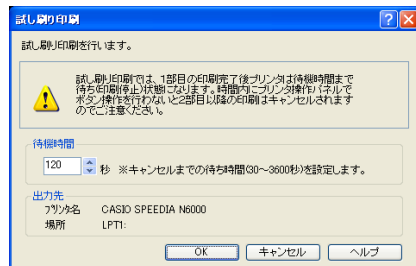 試し刷り印刷
試し刷り印刷を行います。
試し刷り印刷では、1部目の印刷完了後プリンタは待機時間まで
待ち(印刷停止)状態になります。時間内にプリンタ操作パネルで
ボタン操作を行わないと2部目以降の印刷はキャンセルされます
のでご注意ください。
待機時間
120 秒 ※キャンセルまでの待ち時間(30～3600秒)を設定します。
出力先
プリンタ名 CASIO SPEEDIA N6000
場所 LPT1:
OK キャンセル ヘルプ